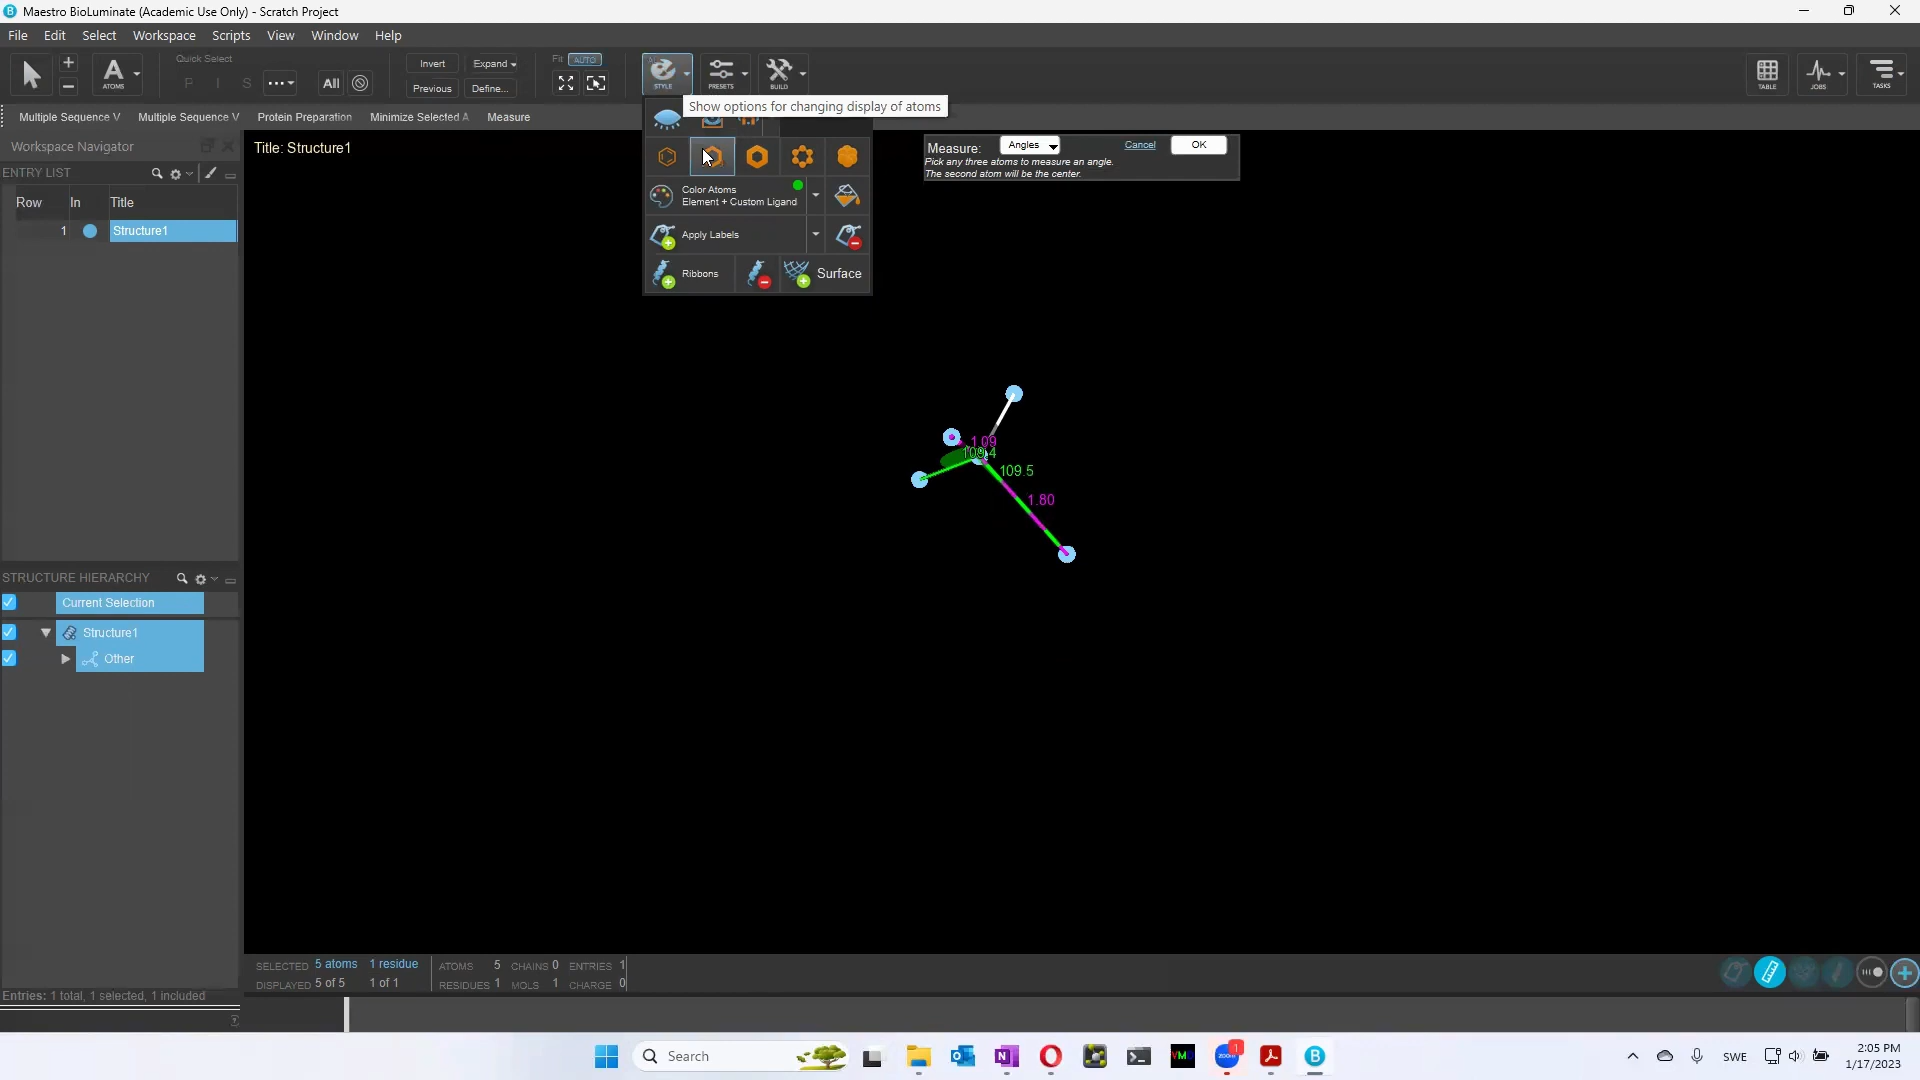 Maestro BioLuminate (Academic Use Only) - Scratch Project
File Edit Select Workspace Scripts View Window Help
ATOMS
Quick Select
P I S
All
Invert
Previous
Expand
Define...
Fit AUTO
STYLE
PRESETS
BUILD
TABLE
JOBS
TASKS
Show options for changing display of atoms
Multiple Sequence V Multiple Sequence V Protein Preparation Minimize Selected A Measure
Workspace Navigator
ENTRY LIST
Row In Title
1 Structure1
Title: Structure1
Color Atoms
Element + Custom Ligand
Apply Labels
Ribbons
Surface
Measure: Angles Cancel OK
Pick any three atoms to measure an angle.
The second atom will be the center.
1.09
109.4
109.5
1.80
STRUCTURE HIERARCHY
Current Selection
Structure1
Other
Entries: 1 total, 1 selected, 1 included
SELECTED 5 atoms 1 residue ATOMS 5 CHAINS 0 ENTRIES 1
DISPLAYED 5 of 5 1 of 1 RESIDUES 1 MOLS 1 CHARGE 0
Search
SWE
2:05 PM
1/17/2023